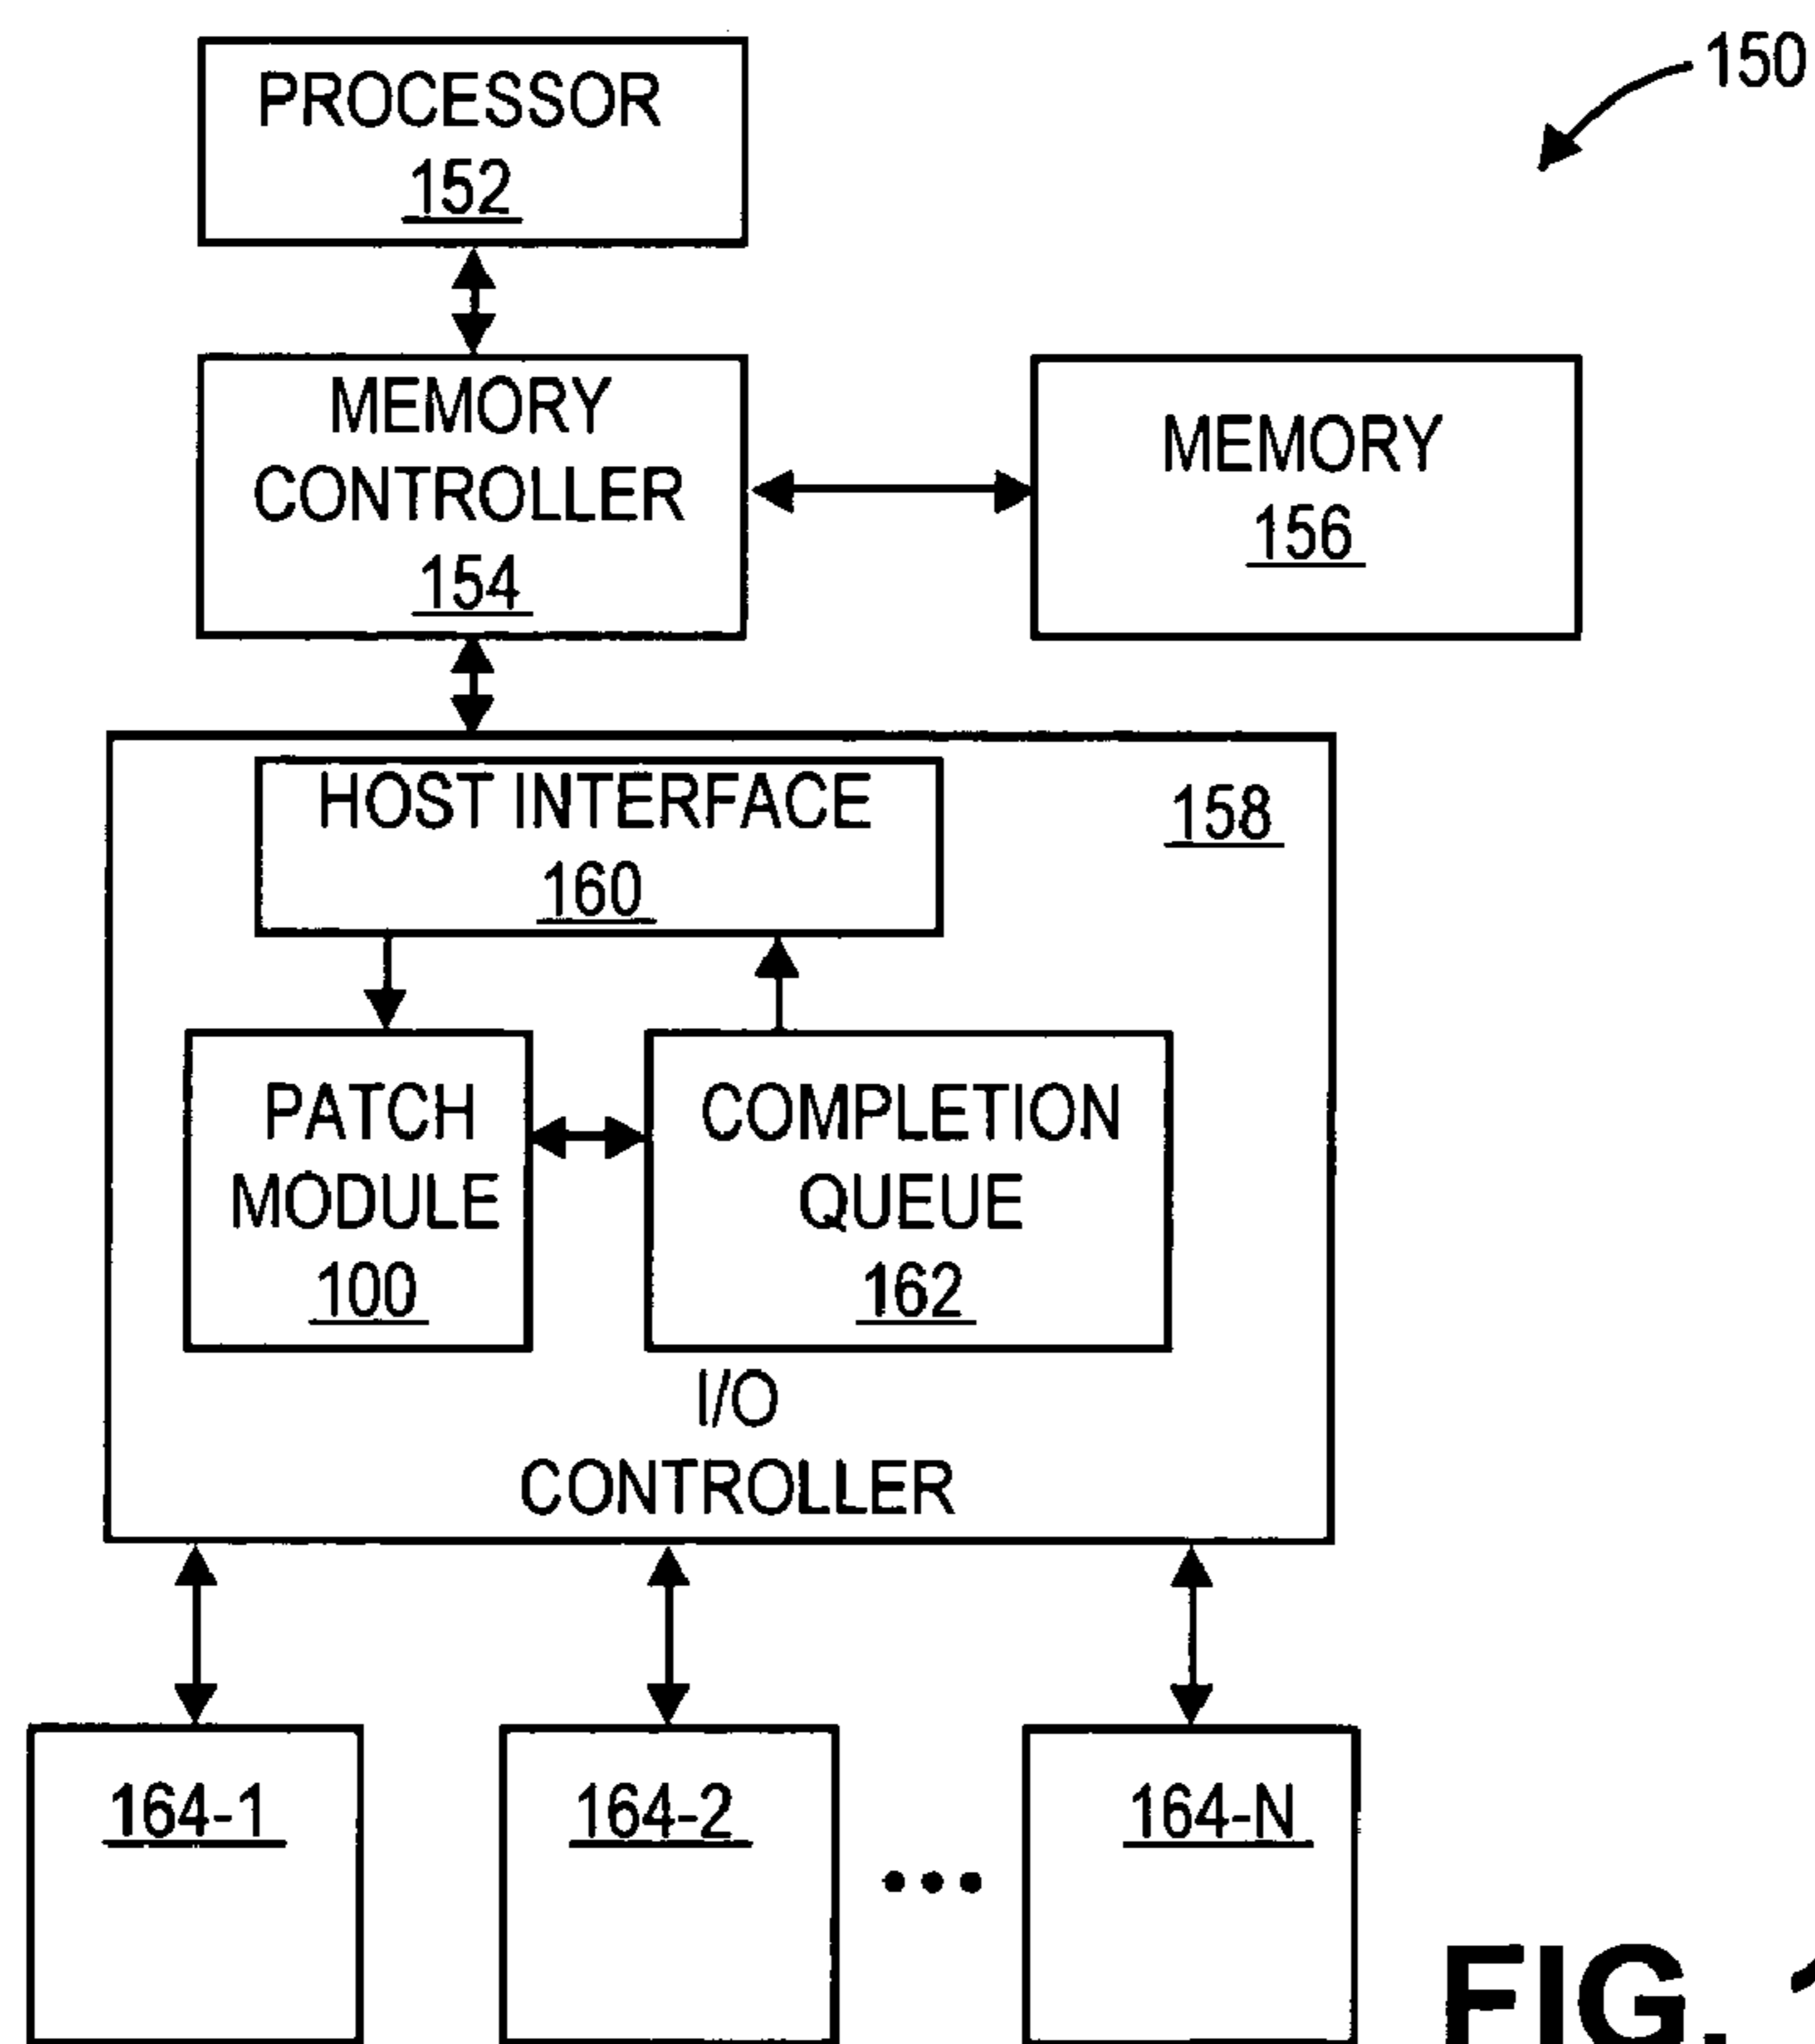 150
PROCESSOR
152
MEMORY
CONTROLLER
154
MEMORY
156
HOST INTERFACE
160
158
PATCH
MODULE
100
COMPLETION
QUEUE
162
I/O
CONTROLLER
164-1
164-2
164-N
FIG.